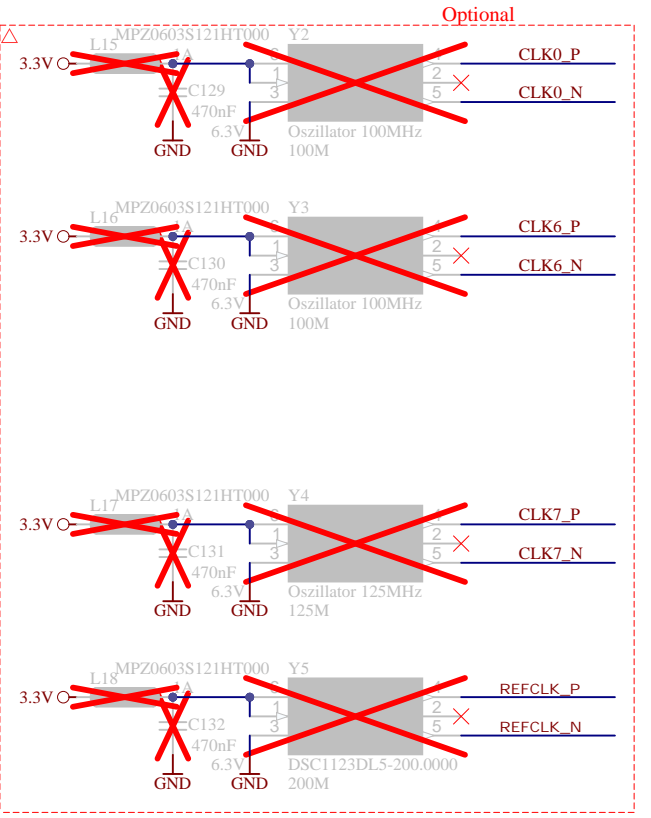 Optional
MPZ0603S121HT000 Y2
L15
3.3V 1A CLK0_P
1 2
C129 3 5 CLK0_N
470nF
6.3V Oszillator 100MHz
GND GND 100M
MPZ0603S121HT000 Y3
L16
3.3V 1A CLK6_P
1 2
C130 3 5 CLK6_N
470nF
6.3V Oszillator 100MHz
GND GND 100M
MPZ0603S121HT000 Y4
L17
3.3V 1A CLK7_P
1 2
C131 3 5 CLK7_N
470nF
6.3V Oszillator 125MHz
GND GND 125M
MPZ0603S121HT000 Y5
L18
3.3V 1A REFCLK_P
1 2
C132 3 5 REFCLK_N
470nF
6.3V DSC1123DL5-200.0000
GND GND 200M